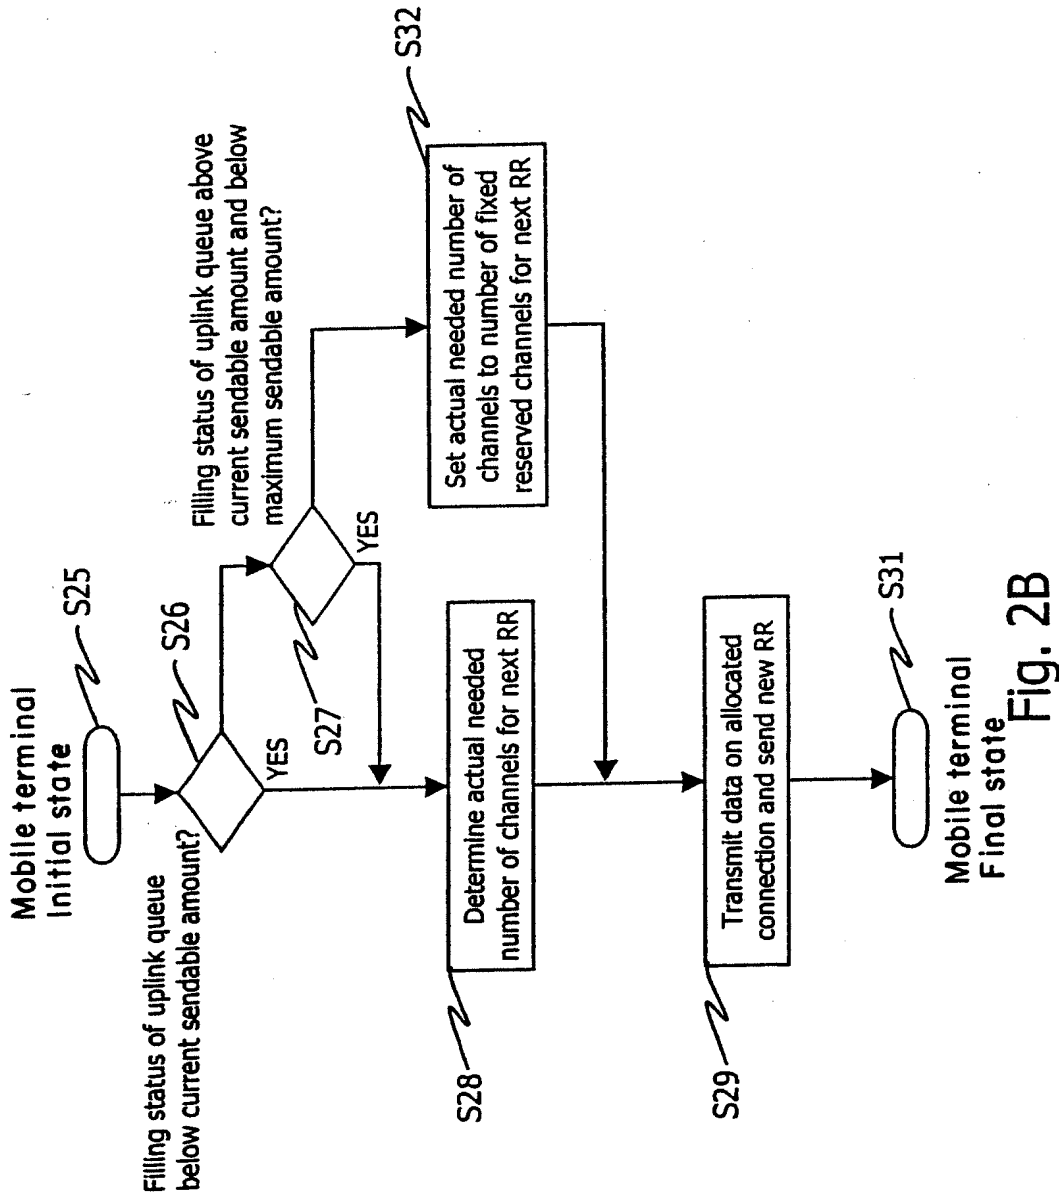 Mobile terminal
Initial state
S25
Filling status of uplink queue
below current sendable amount?
S26
YES
Filling status of uplink queue above
current sendable amount and below
maximum sendable amount?
S27
YES
S32
Set actual needed number of
channels to number of fixed
reserved channels for next RR
S28
Determine actual needed
number of channels for next RR
S29
Transmit data on allocated
connection and send new RR
S31
Mobile terminal
Final state
Fig. 2B